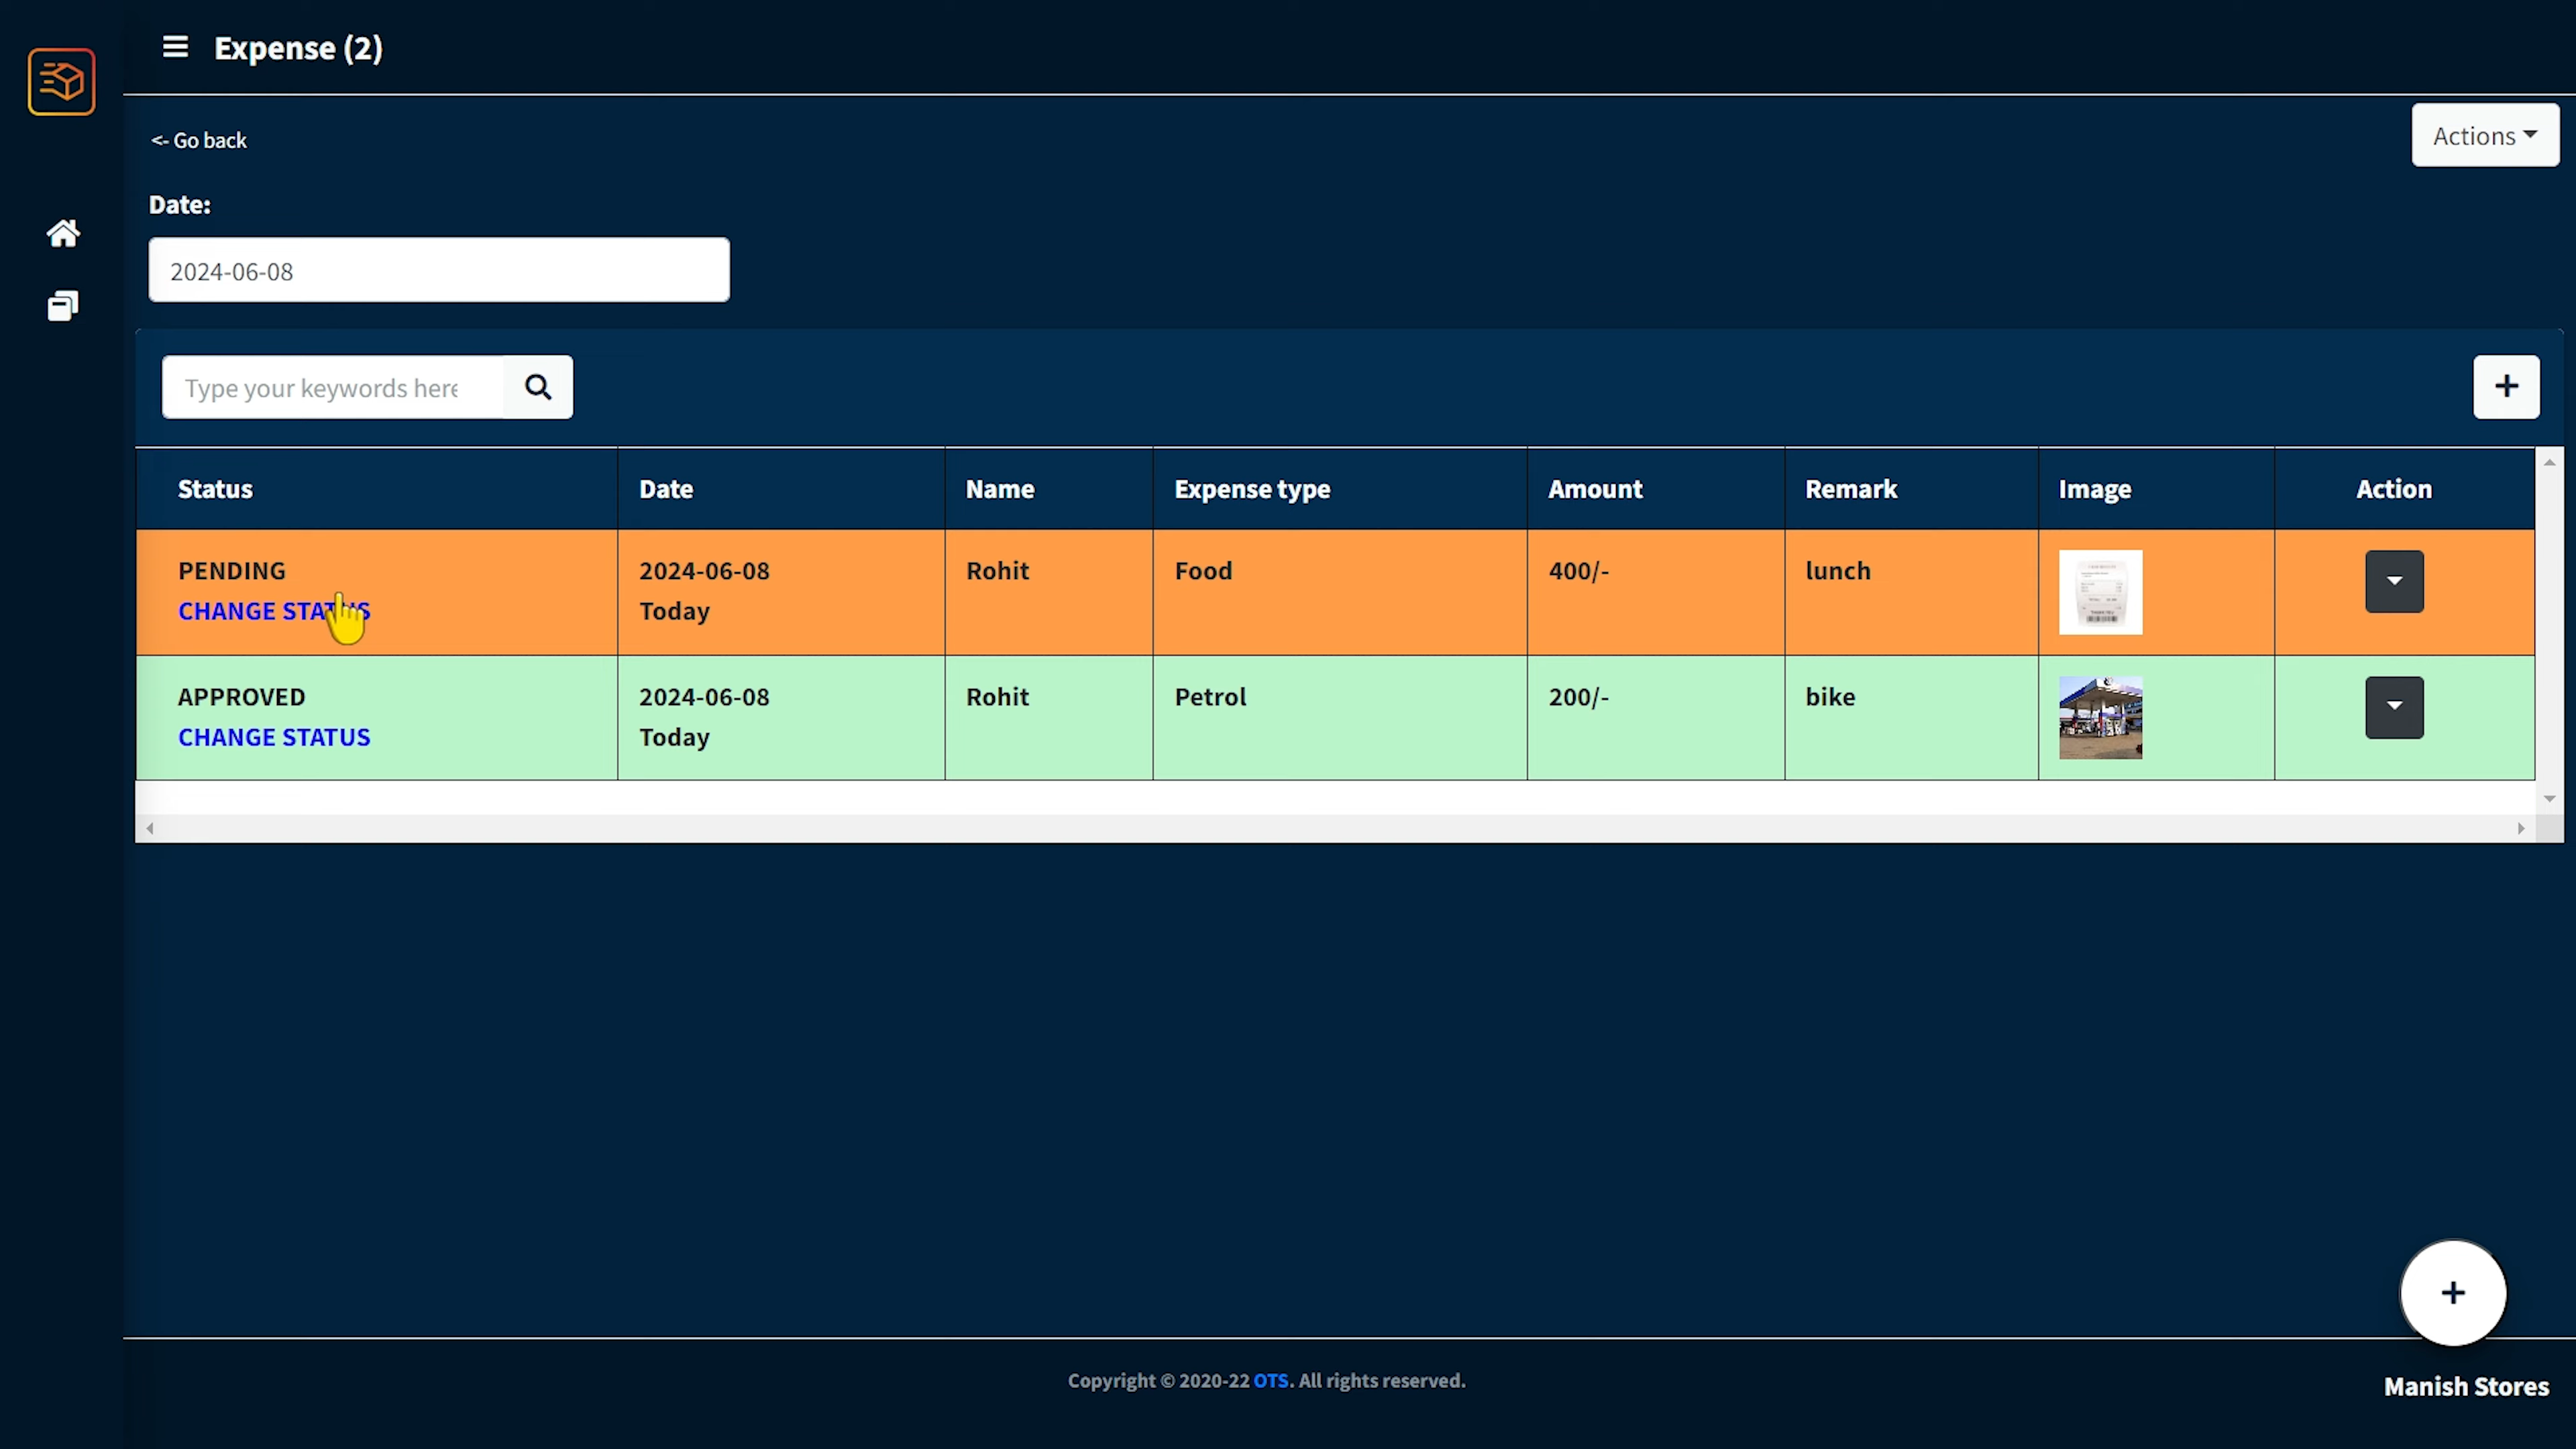 Expense (2)
<- Go back
Actions
Date:
2024-06-08
Type your keywords here
Status Date Name Expense type Amount Remark Image Action
PENDING 2024-06-08 Rohit Food 400/- lunch
CHANGE STATUS Today
APPROVED 2024-06-08 Rohit Petrol 200/- bike
CHANGE STATUS Today
Copyright © 2020-22 OTS. All rights reserved.
Manish Stores